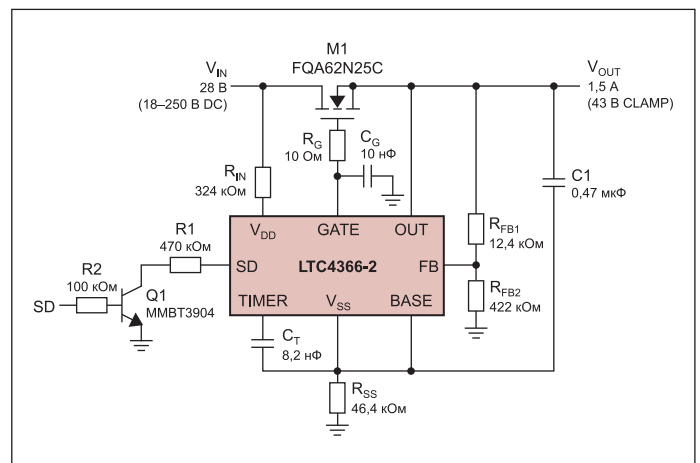 M1
FQA62N25C
V_IN
28 В
(18–250 В DC)
V_OUT
1,5 А
(43 В CLAMP)
R_G
10 Ом
C_G
10 нФ
R_IN
324 кОм
C1
0,47 мкФ
R_FB1
12,4 кОм
V_DD
GATE
OUT
R1
470 кОм
SD
LTC4366-2
FB
R2
100 кОм
SD
Q1
MMBT3904
TIMER
V_SS
BASE
R_FB2
422 кОм
C_T
8,2 нФ
R_SS
46,4 кОм